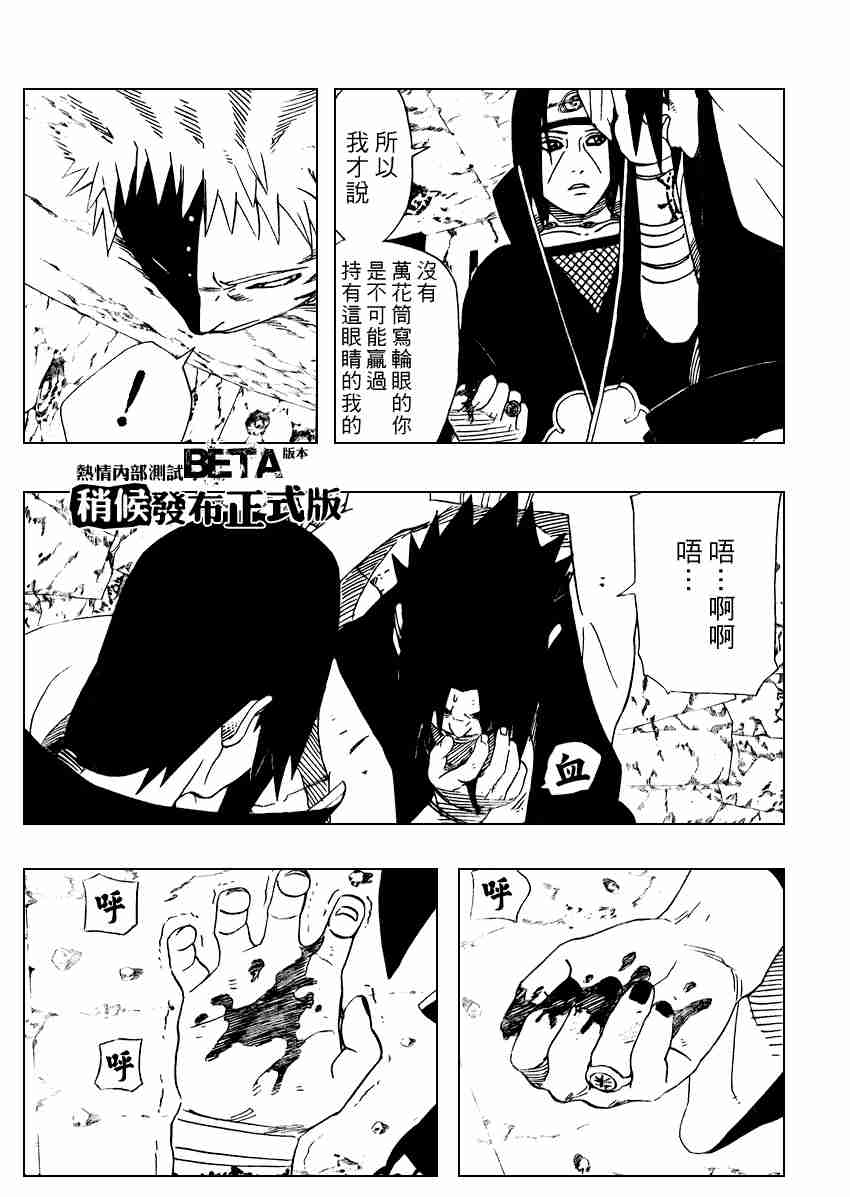 所以
我才說
沒有
萬花筒寫輪眼的你
是不可能贏過
持有這眼睛的我的
！
熱情內部測試BETA版本
稍候發布正式版
唔…啊啊
唔…
血
呼
呼
呼